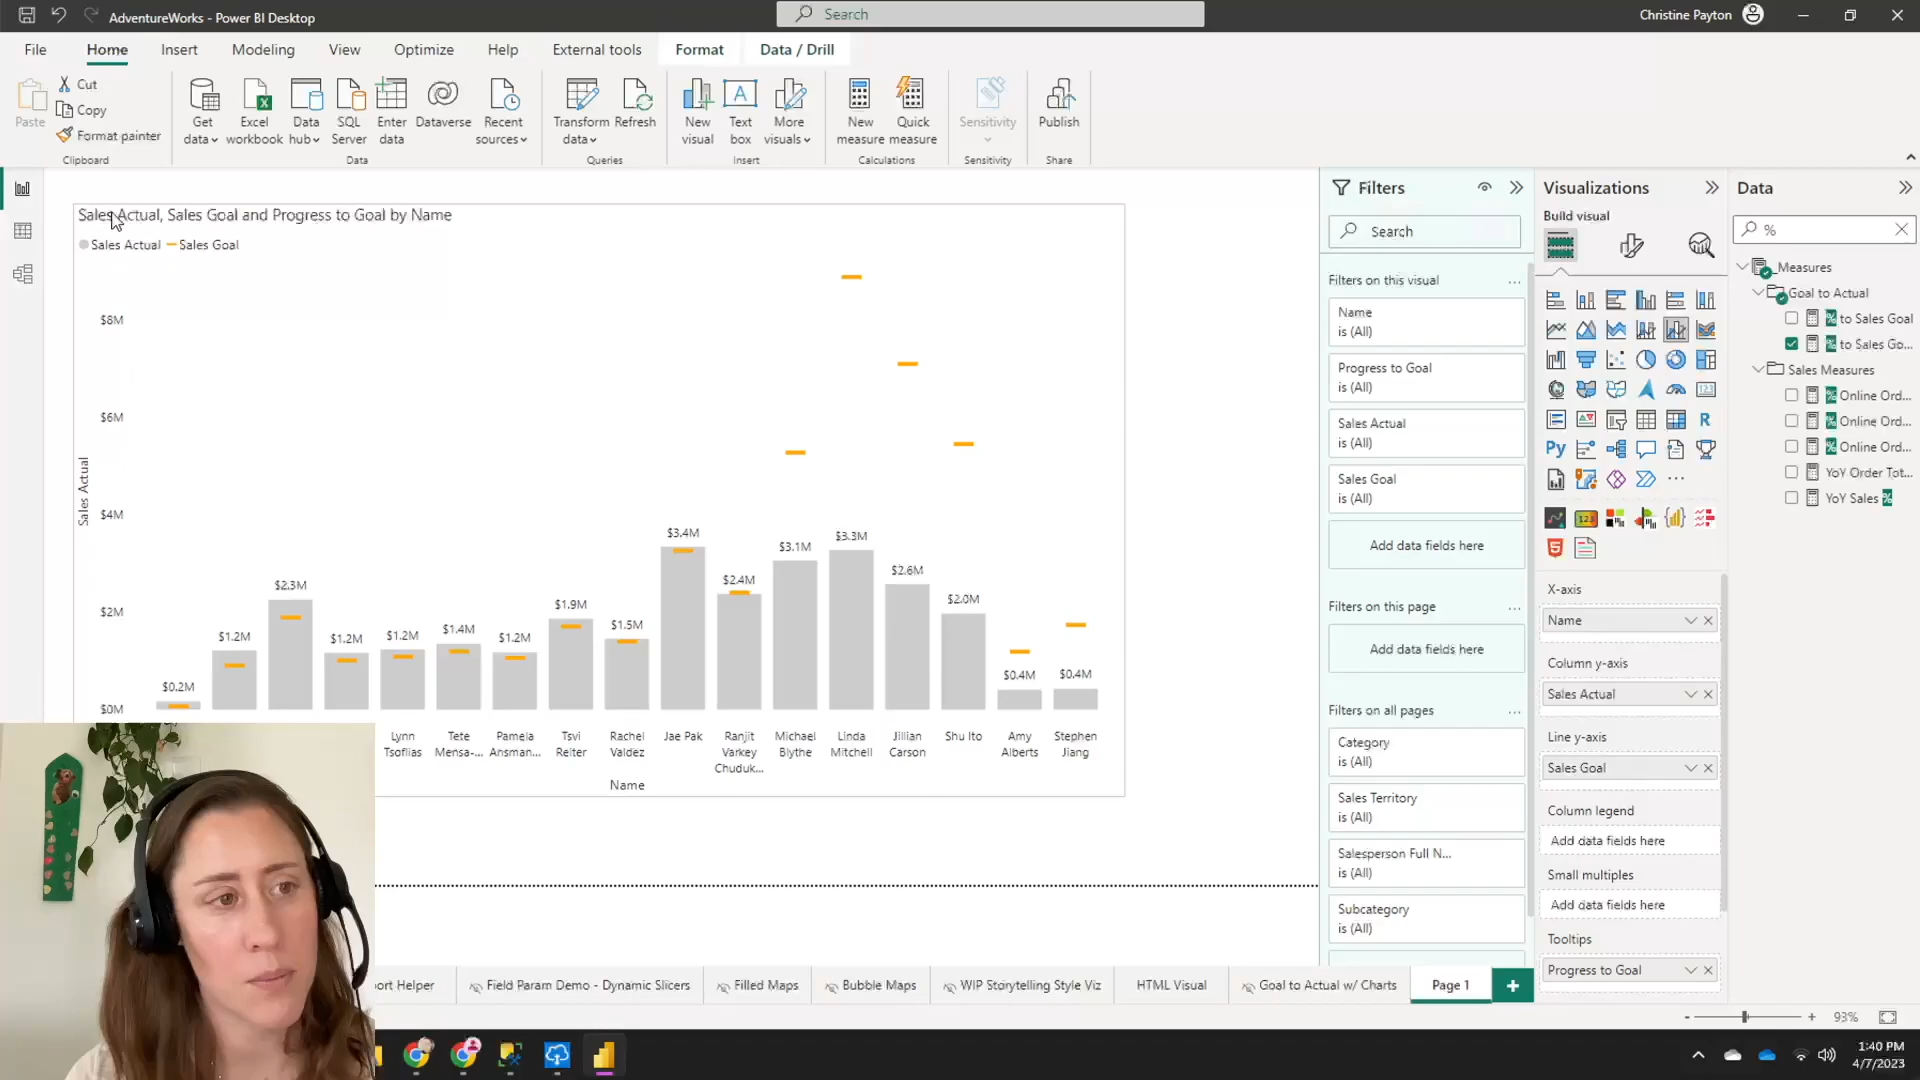 AdventureWorks - Power BI Desktop
Search
Christine Payton
File
Home
Insert
Modeling
View
Optimize
Help
External tools
Format
Data / Drill
Paste
Cut
Copy
Format painter
Clipboard
Get data
Excel workbook
Data hub
SQL Server
Enter data
Dataverse
Recent sources
Data
Transform data
Refresh
Queries
New visual
Text box
More visuals
Insert
New measure
Quick measure
Calculations
Sensitivity
Sensitivity
Publish
Share
Sales Actual, Sales Goal and Progress to Goal by Name
Sales Actual
Sales Goal
Sales Actual
$8M
$6M
$4M
$2M
$0M
$0.2M
$1.2M
$2.3M
$1.2M
$1.2M
$1.4M
$1.2M
$1.9M
$1.5M
$3.4M
$2.4M
$3.1M
$3.3M
$2.6M
$2.0M
$0.4M
$0.4M
Lynn Tsoflias
Tete Mensa-...
Pamela Ansman...
Tsvi Reiter
Rachel Valdez
Jae Pak
Ranjit Varkey Chuduk...
Michael Blythe
Linda Mitchell
Jillian Carson
Shu Ito
Amy Alberts
Stephen Jiang
Name
Filters
Search
Filters on this visual
Name
is (All)
Progress to Goal
is (All)
Sales Actual
is (All)
Sales Goal
is (All)
Add data fields here
Filters on this page
Add data fields here
Filters on all pages
Category
is (All)
Sales Territory
is (All)
Salesperson Full N...
is (All)
Subcategory
is (All)
Visualizations
Build visual
123
R
Py
123
X-axis
Name
Column y-axis
Sales Actual
Line y-axis
Sales Goal
Column legend
Add data fields here
Small multiples
Add data fields here
Tooltips
Progress to Goal
Data
%
_Measures
Goal to Actual
% to Sales Goal
% to Sales Go...
Sales Measures
% Online Ord...
% Online Ord...
% Online Ord...
YoY Order Tot...
YoY Sales %
ort Helper
Field Param Demo - Dynamic Slicers
Filled Maps
Bubble Maps
WIP Storytelling Style Viz
HTML Visual
Goal to Actual w/ Charts
Page 1
+
- + 93%
1:40 PM
4/7/2023